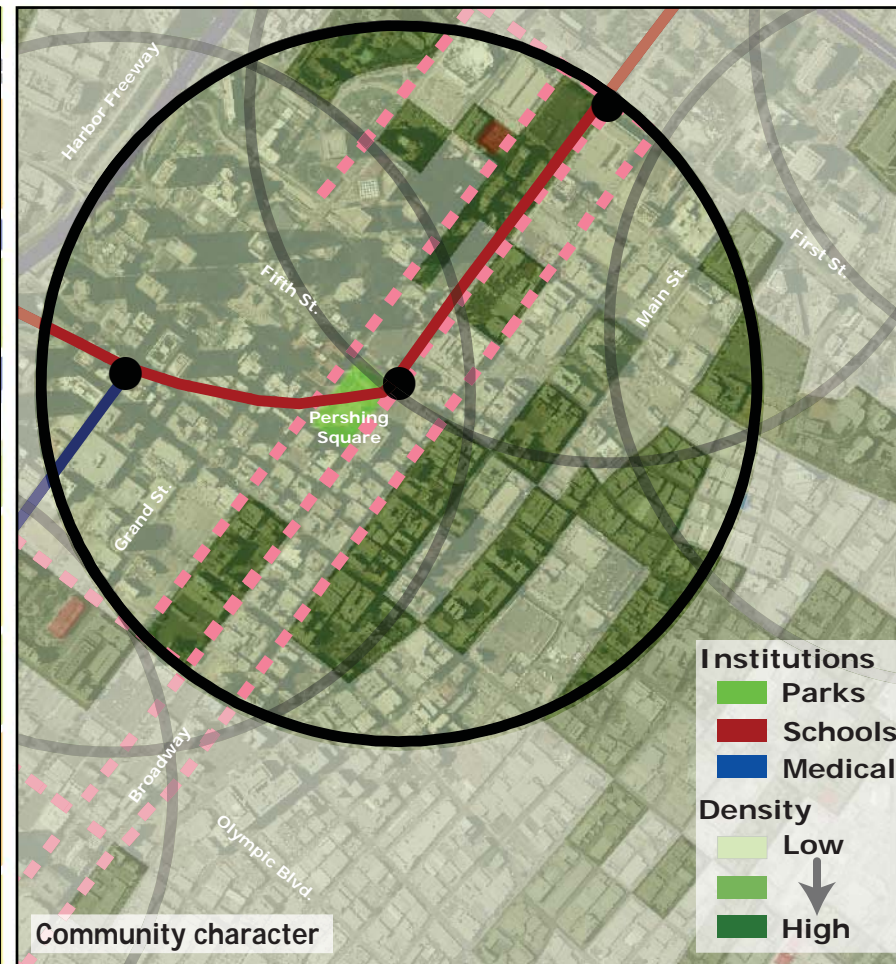 Harbor Freeway
First St.
Fifth St.
Main St.
Pershing
Square
Grand St.
Broadway
Olympic Blvd.
Institutions
Parks
Schools
Medical
Density
Low
High
Community character